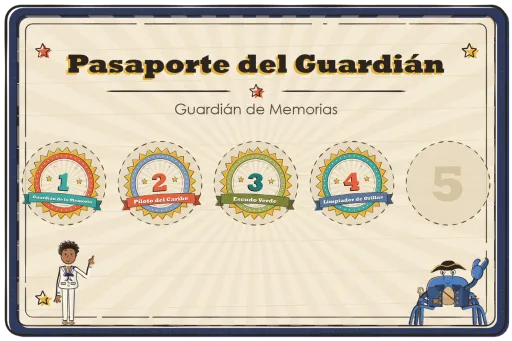 Pasaporte del Guardián
Guardián de Memorias
1
Guardián de la Memoria
2
Piloto del Caribe
3
Escudo Verde
4
Limpiador de Orillas
5